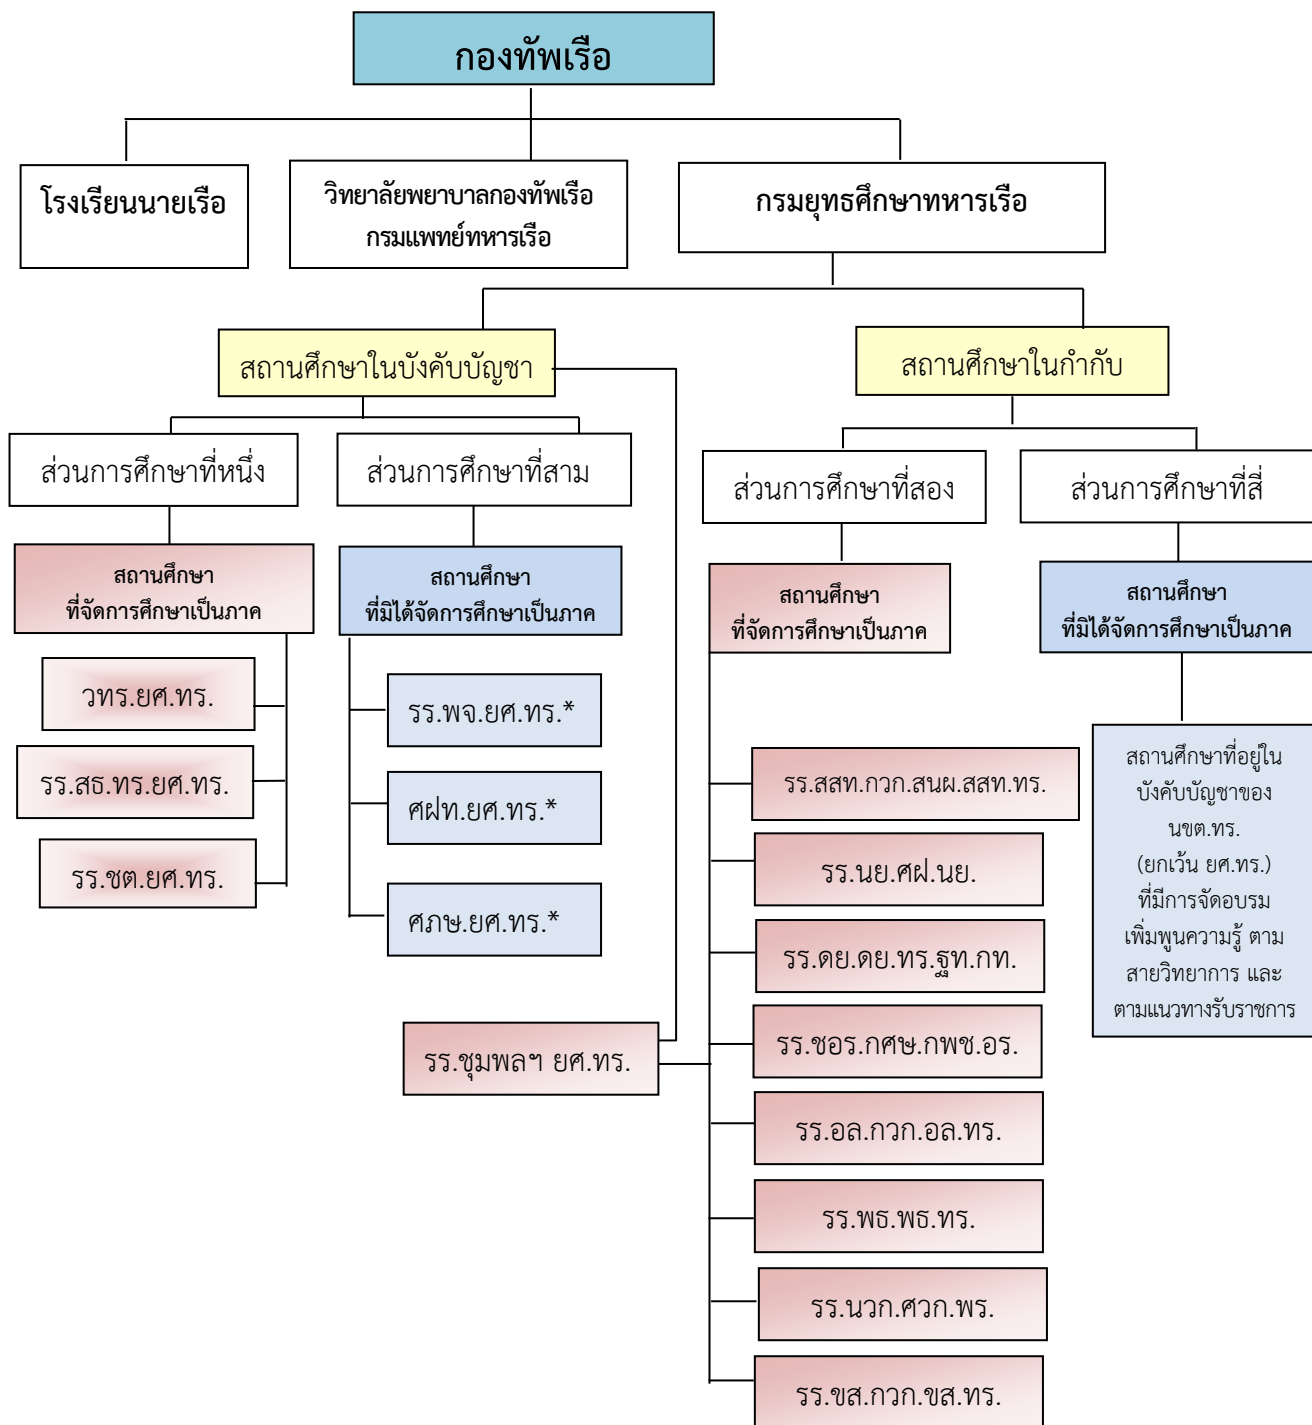 กองทัพเรือ
โรงเรียนนายเรือ
วิทยาลัยพยาบาลกองทัพเรือ
กรมแพทย์ทหารเรือ
กรมยุทธศึกษาทหารเรือ
สถานศึกษาในบังคับบัญชา
สถานศึกษาในกำกับ
ส่วนการศึกษาที่หนึ่ง
ส่วนการศึกษาที่สาม
ส่วนการศึกษาที่สอง
ส่วนการศึกษาที่สี่
สถานศึกษา
ที่จัดการศึกษาเป็นภาค
สถานศึกษา
ที่มิได้จัดการศึกษาเป็นภาค
สถานศึกษา
ที่จัดการศึกษาเป็นภาค
สถานศึกษา
ที่มิได้จัดการศึกษาเป็นภาค
วทร.ยศ.ทร.
รร.สธ.ทร.ยศ.ทร.
รร.ชต.ยศ.ทร.
รร.พจ.ยศ.ทร.*
ศฝท.ยศ.ทร.*
ศภษ.ยศ.ทร.*
รร.ชุมพลฯ ยศ.ทร.
รร.สสท.กวก.สนผ.สสท.ทร.
รร.นย.ศฝ.นย.
รร.ดย.ดย.ทร.ฐท.กท.
รร.ชอร.กศษ.กพช.อร.
รร.อล.กวก.อล.ทร.
รร.พธ.พธ.ทร.
รร.นวก.ศวก.พร.
รร.ขส.กวก.ขส.ทร.
สถานศึกษาที่อยู่ใน
บังคับบัญชาของ
นขต.ทร.
(ยกเว้น ยศ.ทร.)
ที่มีการจัดอบรม
เพิ่มพูนความรู้ ตาม
สายวิทยาการ และ
ตามแนวทางรับราชการ